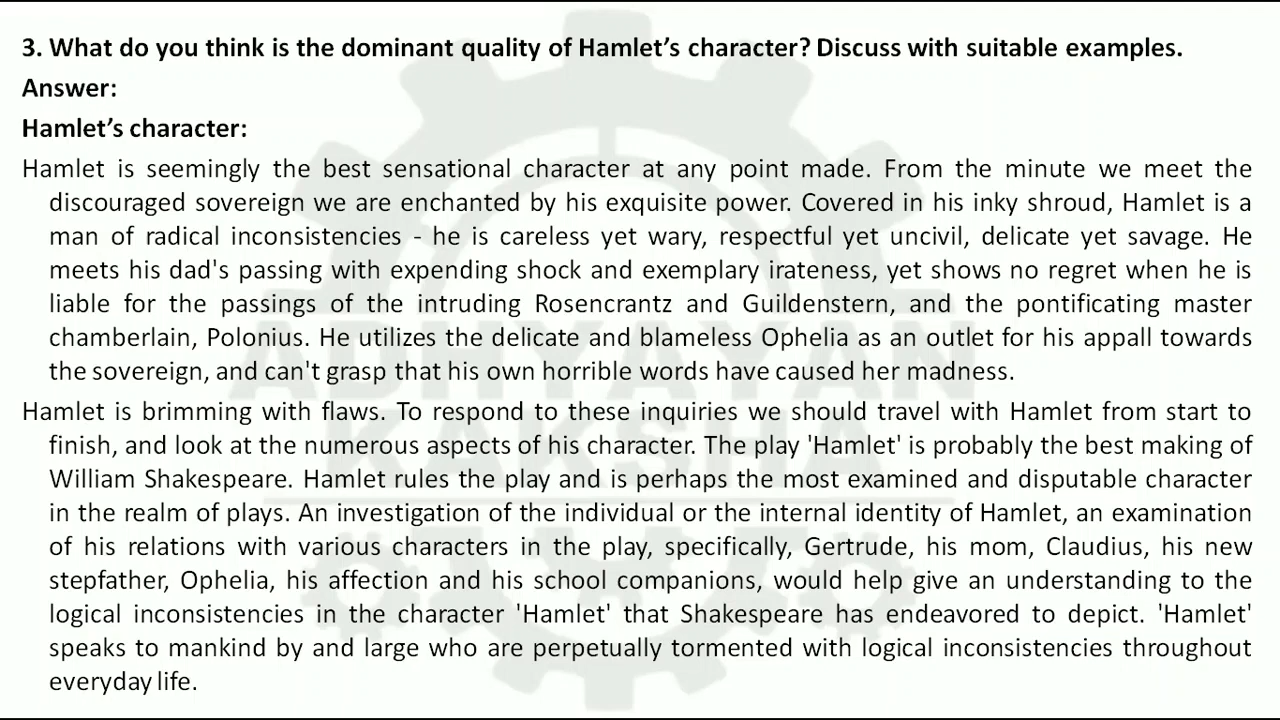 3. What do you think is the dominant quality of Hamlet’s character? Discuss with suitable examples.
Answer:
Hamlet’s character:
Hamlet is seemingly the best sensational character at any point made. From the minute we meet the
discouraged sovereign we are enchanted by his exquisite power. Covered in his inky shroud, Hamlet is a
man of radical inconsistencies - he is careless yet wary, respectful yet uncivil, delicate yet savage. He
meets his dad's passing with expending shock and exemplary irateness, yet shows no regret when he is
liable for the passings of the intruding Rosencrantz and Guildenstern, and the pontificating master
chamberlain, Polonius. He utilizes the delicate and blameless Ophelia as an outlet for his appall towards
the sovereign, and can't grasp that his own horrible words have caused her madness.
Hamlet is brimming with flaws. To respond to these inquiries we should travel with Hamlet from start to
finish, and look at the numerous aspects of his character. The play 'Hamlet' is probably the best making of
William Shakespeare. Hamlet rules the play and is perhaps the most examined and disputable character
in the realm of plays. An investigation of the individual or the internal identity of Hamlet, an examination
of his relations with various characters in the play, specifically, Gertrude, his mom, Claudius, his new
stepfather, Ophelia, his affection and his school companions, would help give an understanding to the
logical inconsistencies in the character 'Hamlet' that Shakespeare has endeavored to depict. 'Hamlet'
speaks to mankind by and large who are perpetually tormented with logical inconsistencies throughout
everyday life.
ADHYAYAN
KAKSHA